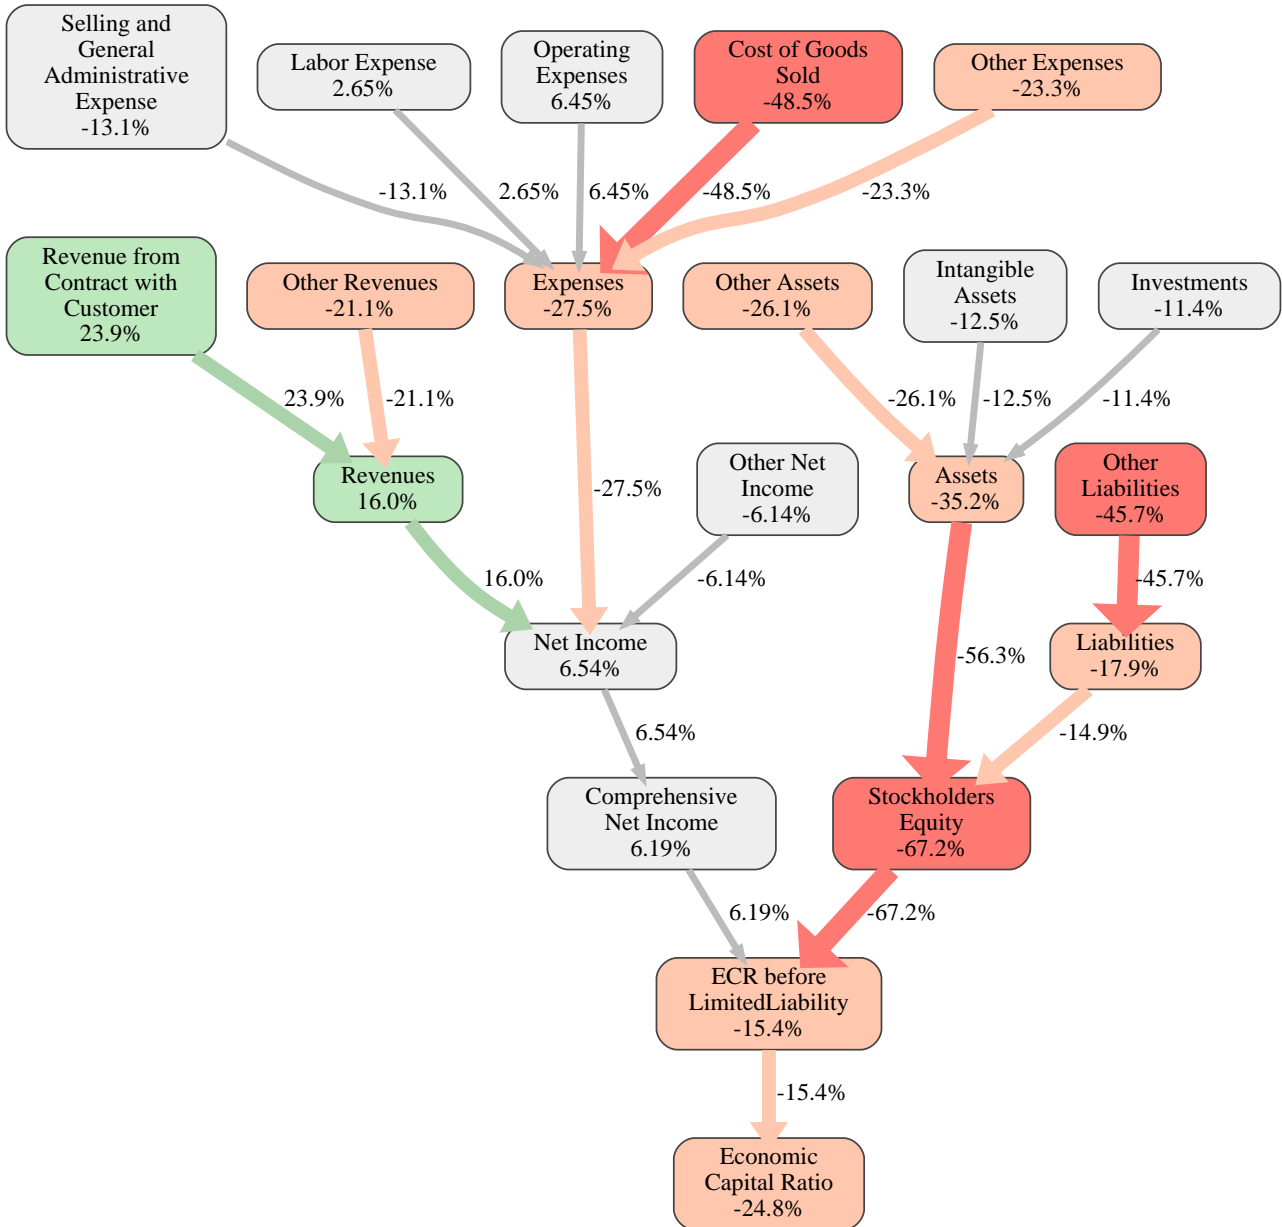 Selling and
General
Administrative
Expense
-13.1%
Labor Expense
2.65%
Operating
Expenses
6.45%
Cost of Goods
Sold
-48.5%
Other Expenses
-23.3%
-13.1%
2.65%
6.45%
-48.5%
-23.3%
Revenue from
Contract with
Customer
23.9%
Other Revenues
-21.1%
Expenses
-27.5%
Other Assets
-26.1%
Intangible
Assets
-12.5%
Investments
-11.4%
23.9%
-21.1%
-26.1%
-12.5%
-11.4%
Revenues
16.0%
-27.5%
Other Net
Income
-6.14%
Assets
-35.2%
Other
Liabilities
-45.7%
16.0%
-6.14%
-45.7%
Net Income
6.54%
-56.3%
Liabilities
-17.9%
6.54%
-14.9%
Comprehensive
Net Income
6.19%
Stockholders
Equity
-67.2%
6.19%
-67.2%
ECR before
LimitedLiability
-15.4%
-15.4%
Economic
Capital Ratio
-24.8%